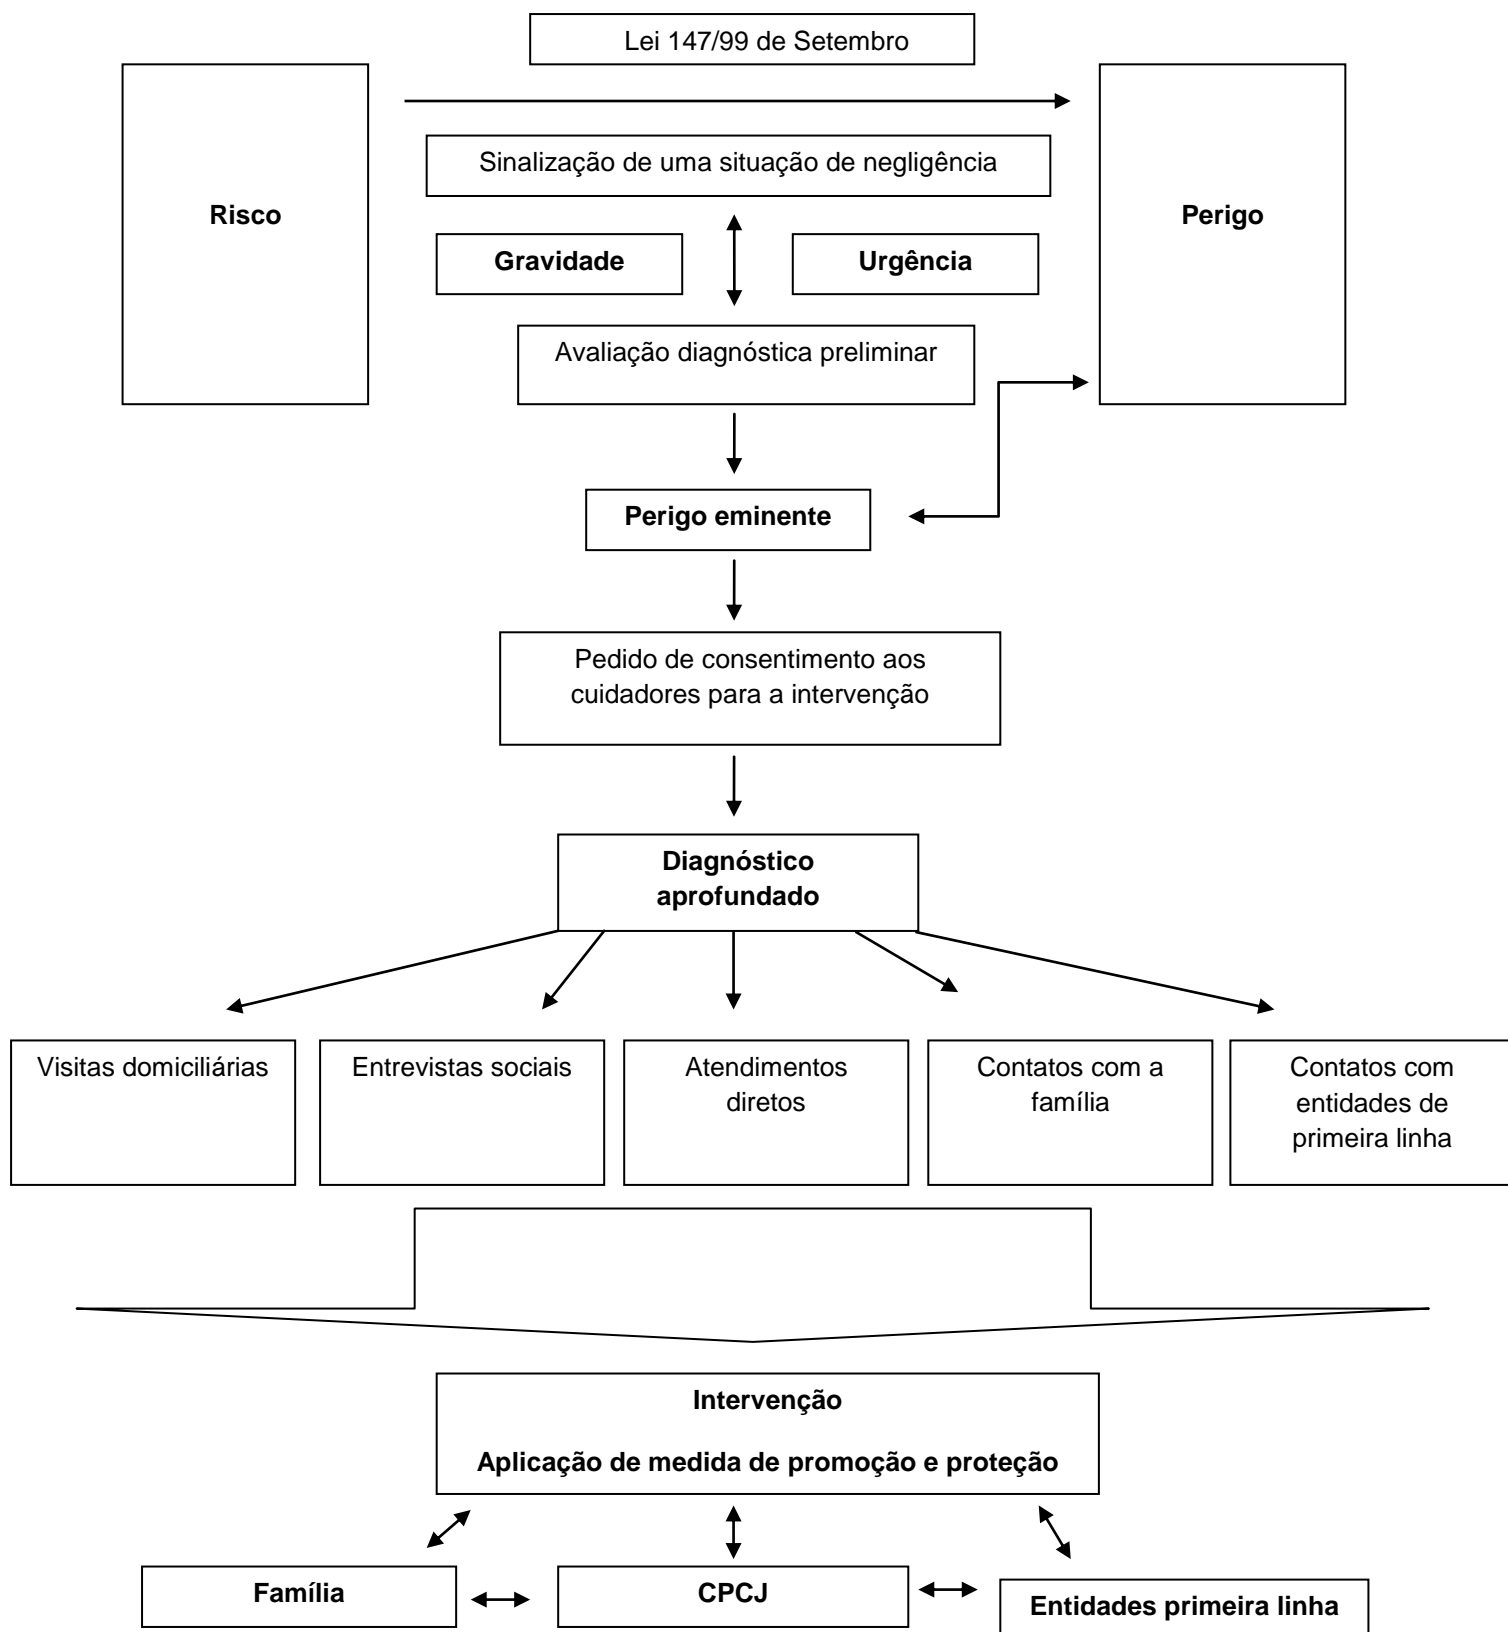 Lei 147/99 de Setembro
Sinalização de uma situação de negligência
Risco
Perigo
Gravidade
Urgência
Avaliação diagnóstica preliminar
Perigo eminente
Pedido de consentimento aos
cuidadores para a intervenção
Diagnóstico
aprofundado
Visitas domiciliárias
Entrevistas sociais
Atendimentos
diretos
Contatos com a
família
Contatos com
entidades de
primeira linha
Intervenção
Aplicação de medida de promoção e proteção
Família
CPCJ
Entidades primeira linha